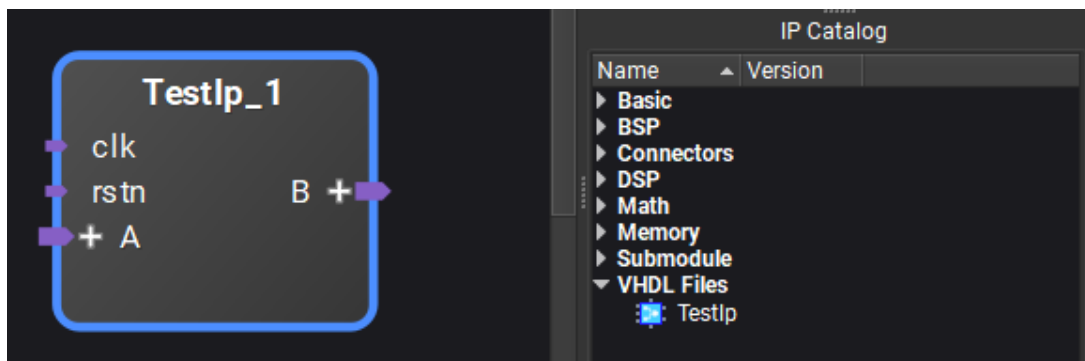 TestIp_1
clk
rstn
B
A
IP Catalog
Name Version
Basic
BSP
Connectors
DSP
Math
Memory
Submodule
VHDL Files
TestIp